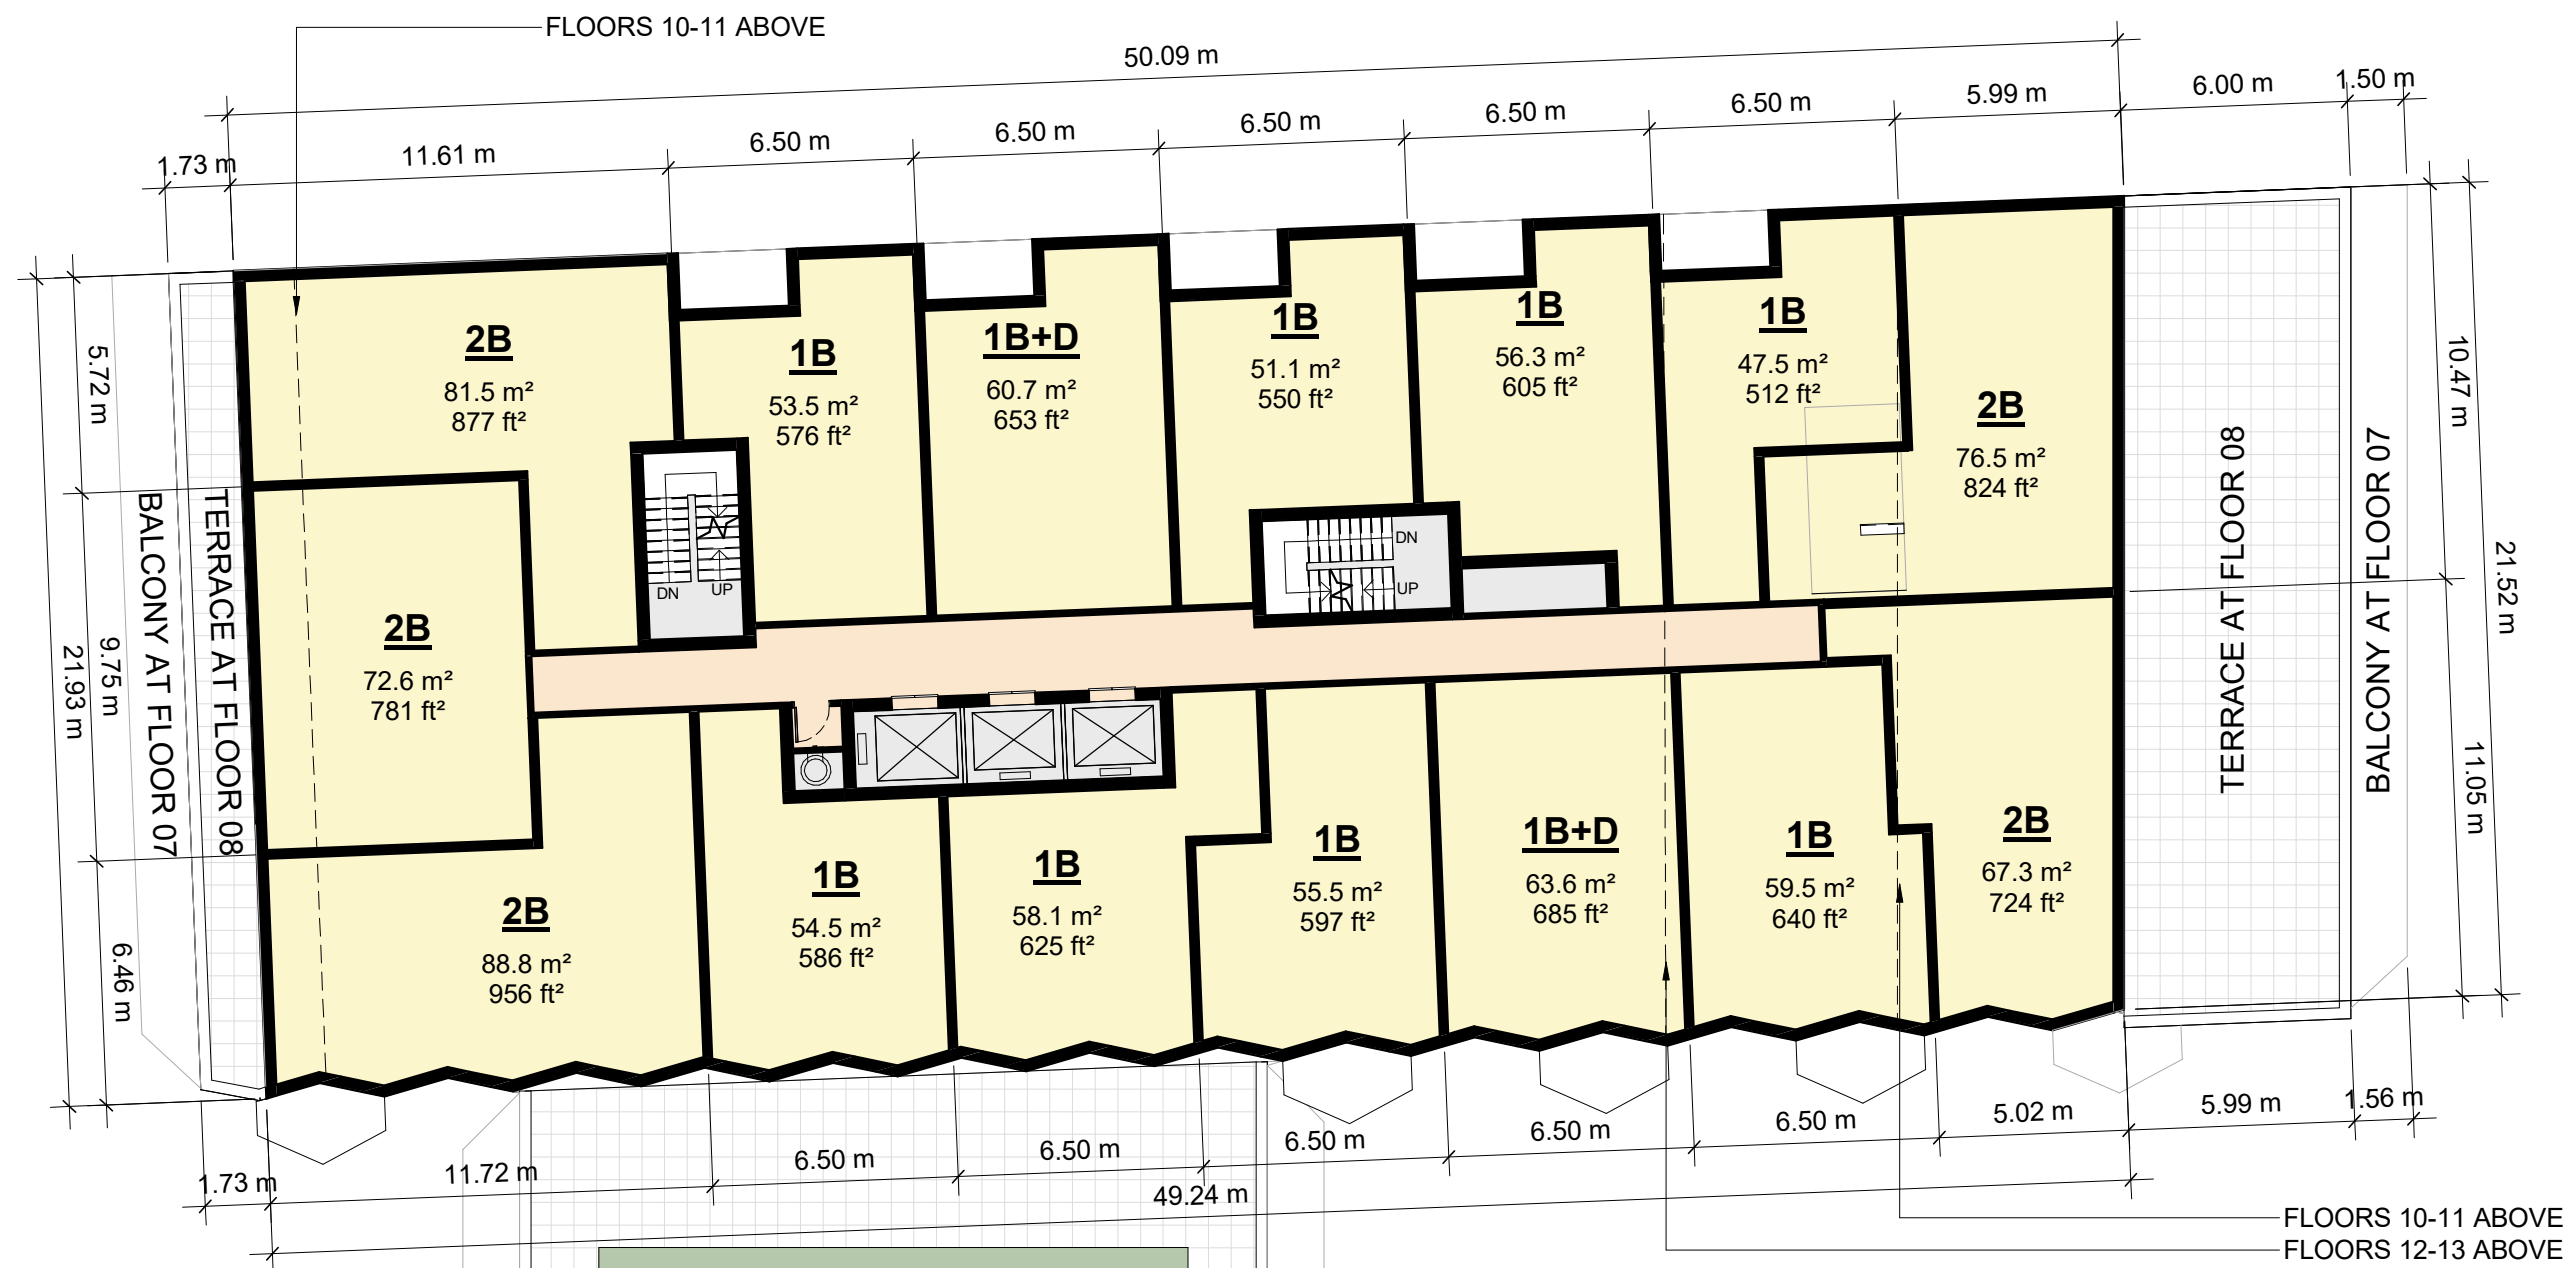 FLOORS 10-11 ABOVE
50.09 m
1.73 m
11.61 m
6.50 m
6.50 m
6.50 m
6.50 m
6.50 m
5.99 m
6.00 m
1.50 m
5.72 m
9.75 m
21.93 m
6.46 m
BALCONY AT FLOOR 07
TERRACE AT FLOOR 08
2B
81.5 m²
877 ft²
1B
53.5 m²
576 ft²
1B+D
60.7 m²
653 ft²
1B
51.1 m²
550 ft²
1B
56.3 m²
605 ft²
1B
47.5 m²
512 ft²
2B
76.5 m²
824 ft²
DN
UP
DN
UP
2B
72.6 m²
781 ft²
2B
88.8 m²
956 ft²
1B
54.5 m²
586 ft²
1B
58.1 m²
625 ft²
1B
55.5 m²
597 ft²
1B+D
63.6 m²
685 ft²
1B
59.5 m²
640 ft²
2B
67.3 m²
724 ft²
TERRACE AT FLOOR 08
BALCONY AT FLOOR 07
10.47 m
21.52 m
11.05 m
1.73 m
11.72 m
6.50 m
6.50 m
6.50 m
6.50 m
6.50 m
5.02 m
5.99 m
1.56 m
49.24 m
FLOORS 10-11 ABOVE
FLOORS 12-13 ABOVE